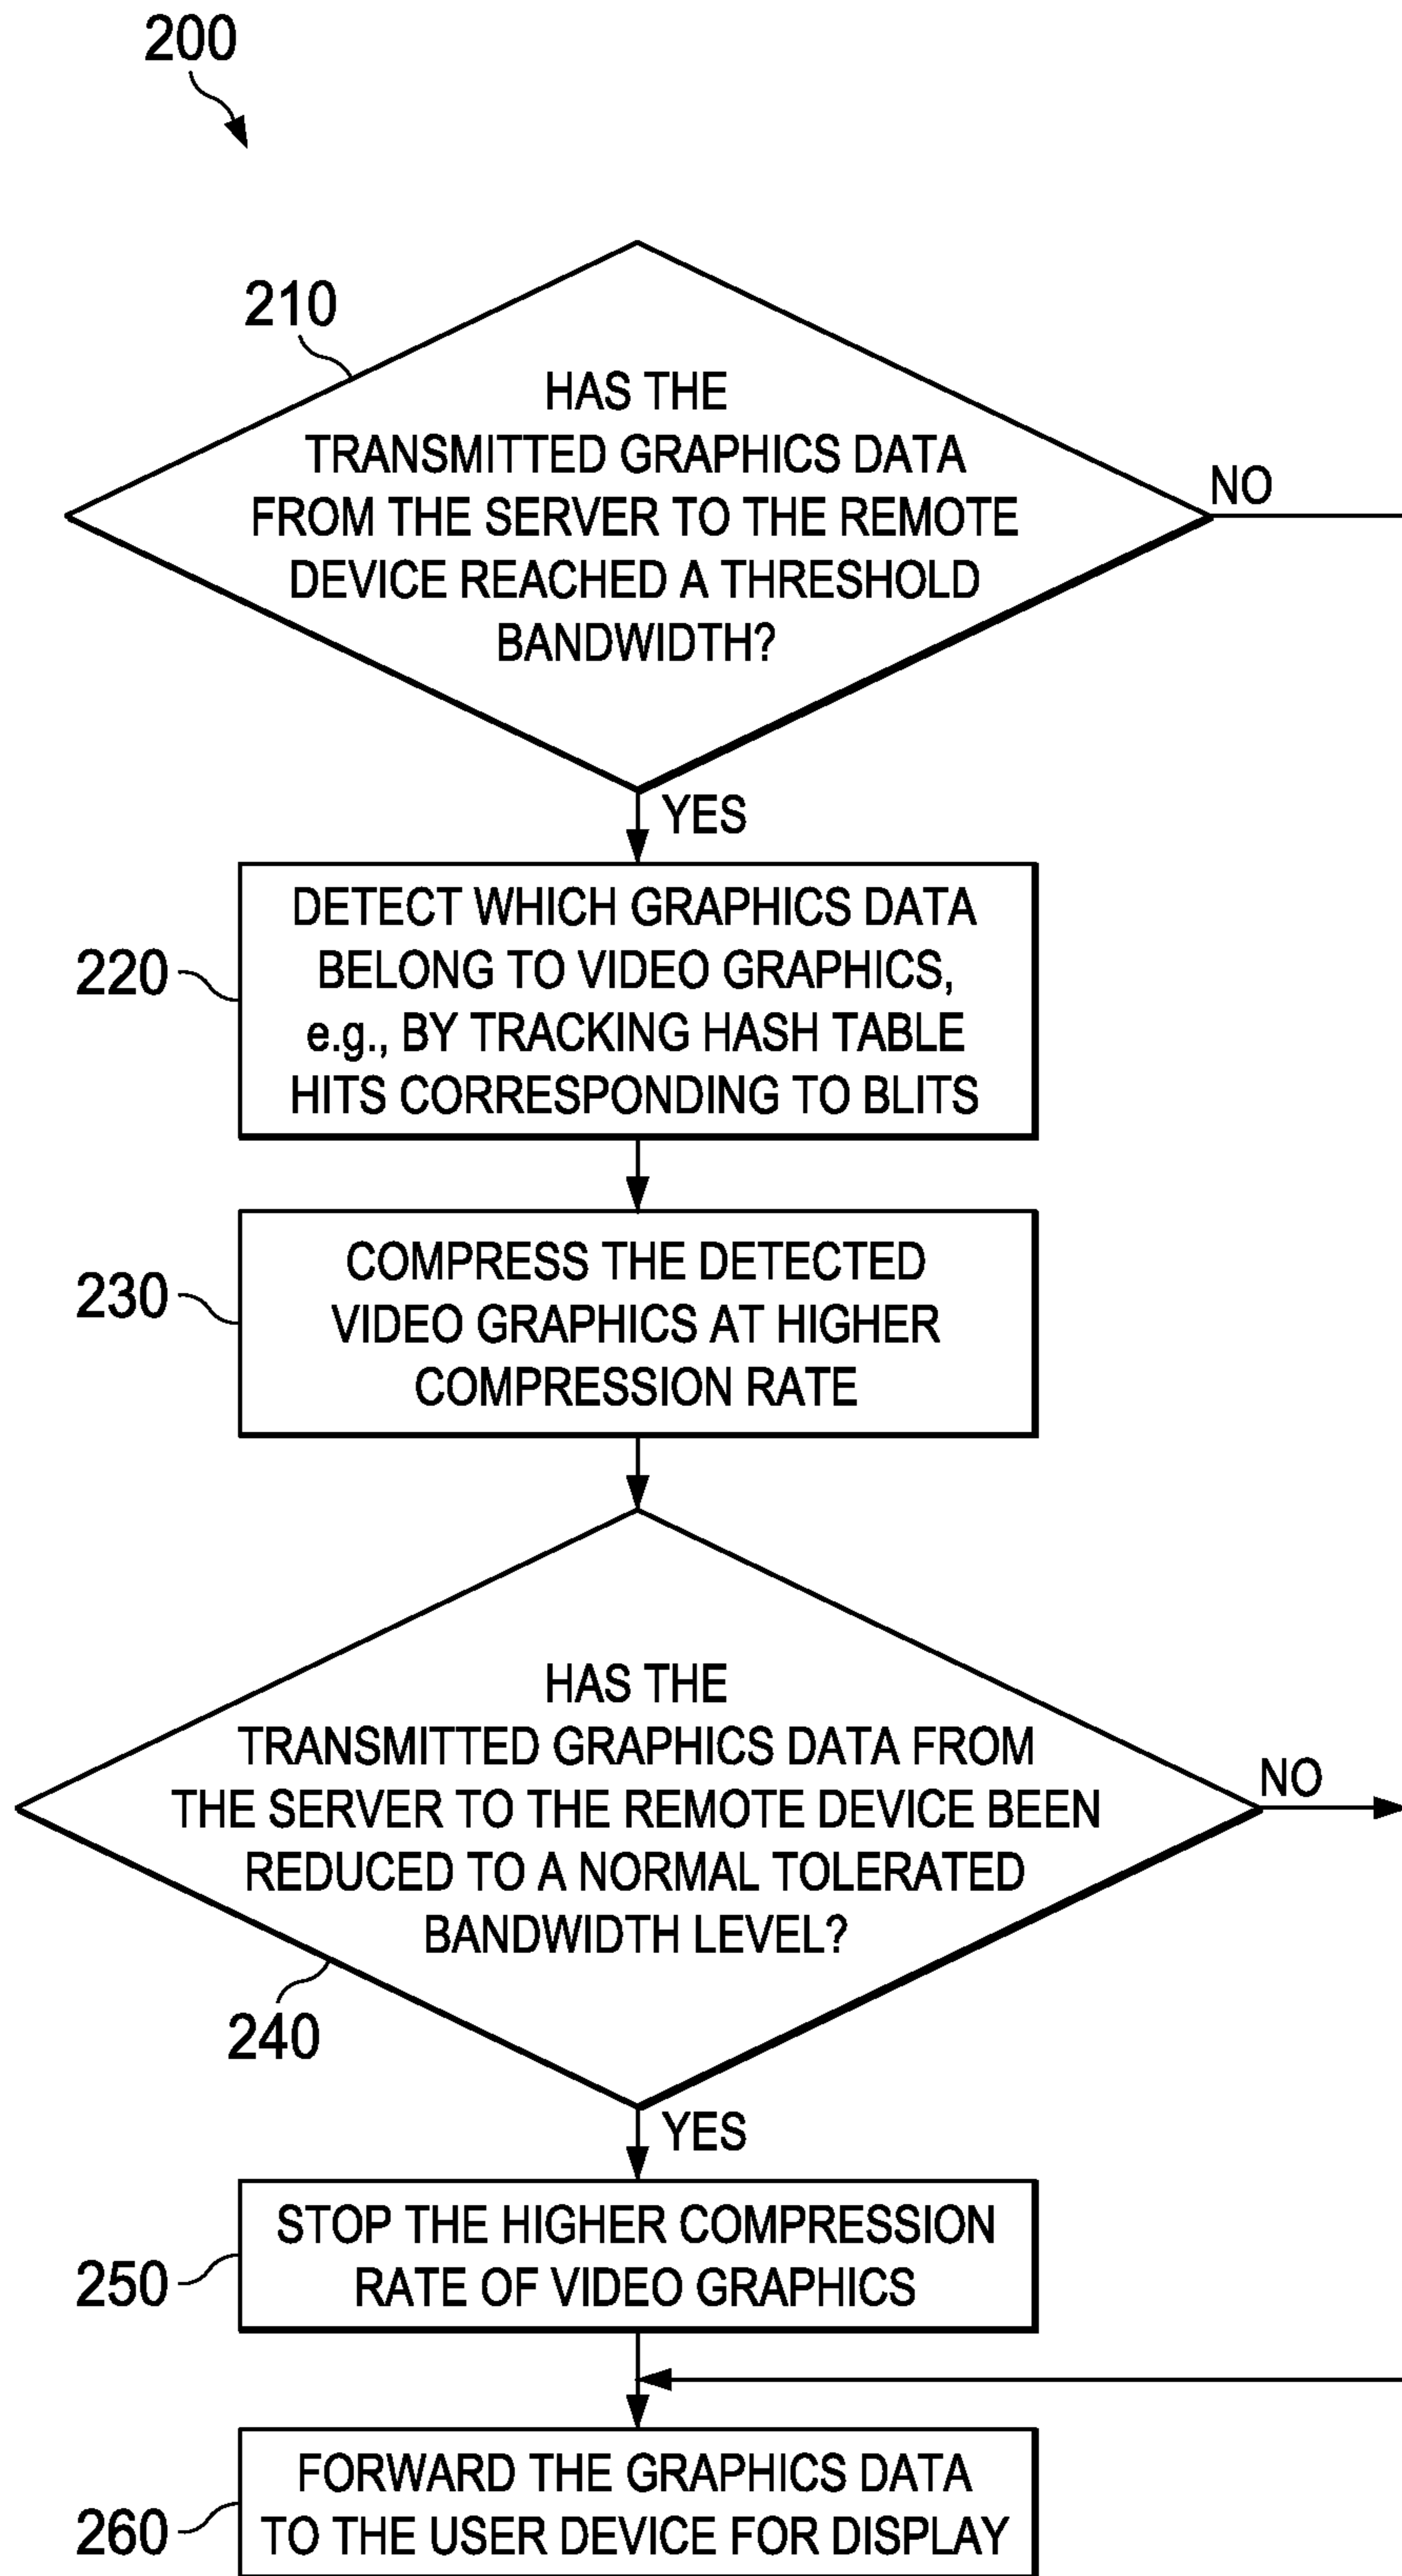 200
210
HAS THE
TRANSMITTED GRAPHICS DATA
FROM THE SERVER TO THE REMOTE
DEVICE REACHED A THRESHOLD
BANDWIDTH?
NO
YES
220
DETECT WHICH GRAPHICS DATA
BELONG TO VIDEO GRAPHICS,
e.g., BY TRACKING HASH TABLE
HITS CORRESPONDING TO BLITS
230
COMPRESS THE DETECTED
VIDEO GRAPHICS AT HIGHER
COMPRESSION RATE
HAS THE
TRANSMITTED GRAPHICS DATA FROM
THE SERVER TO THE REMOTE DEVICE BEEN
REDUCED TO A NORMAL TOLERATED
BANDWIDTH LEVEL?
NO
240
YES
250
STOP THE HIGHER COMPRESSION
RATE OF VIDEO GRAPHICS
260
FORWARD THE GRAPHICS DATA
TO THE USER DEVICE FOR DISPLAY